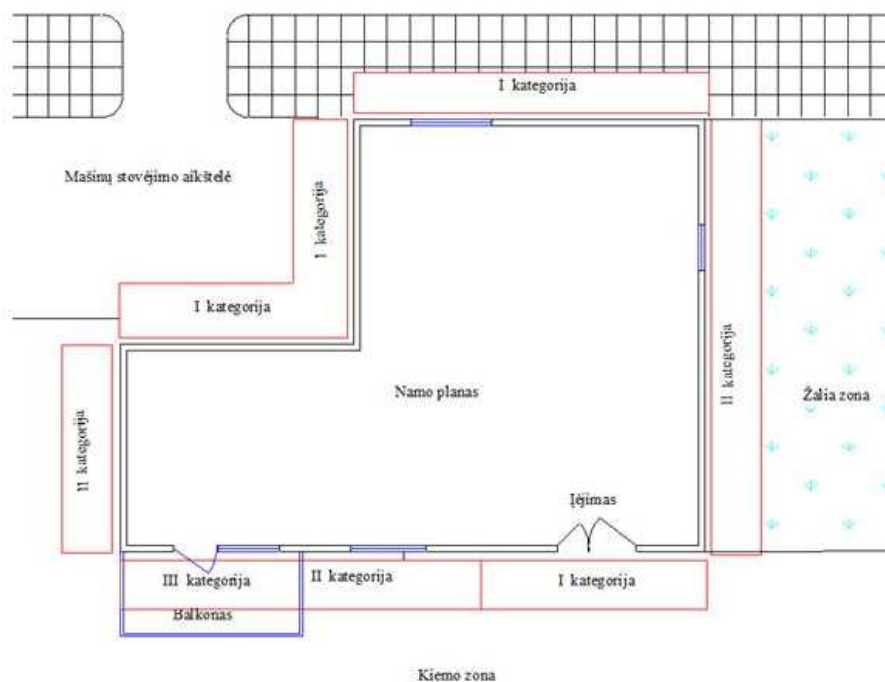 I kategorija
Mašinų stovėjimo aikštelė
I kategorija
I kategorija
II kategorija
Namo planas
II kategorija
Žalia zona
Įėjimas
III kategorija
II kategorija
I kategorija
Balkonas
Kiemo zona